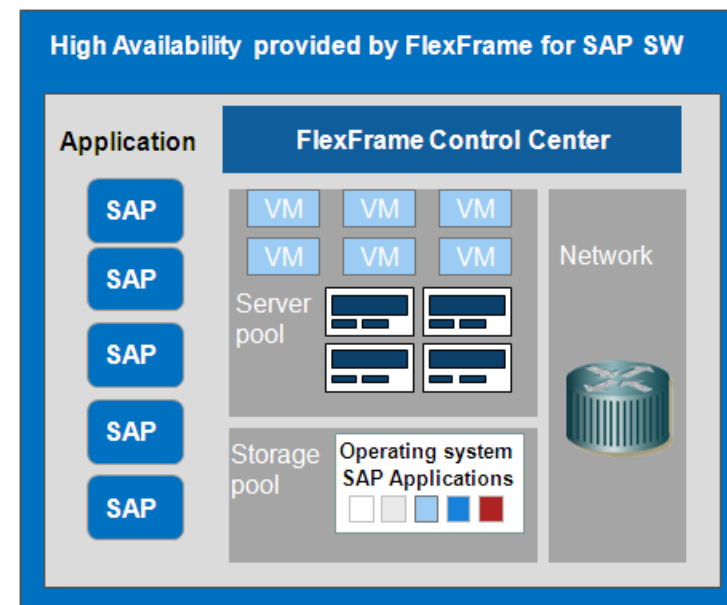 High Availability provided by FlexFrame for SAP SW
Application
FlexFrame Control Center
SAP
SAP
SAP
SAP
SAP
VM VM VM
VM VM VM
Server
pool
Network
Storage
pool
Operating system
SAP Applications